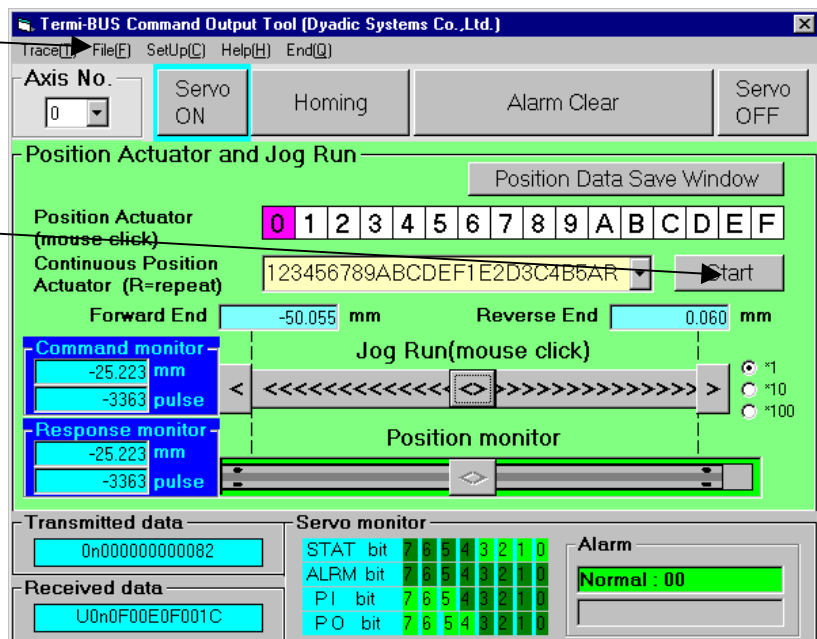 Termi-BUS Command Output Tool (Dyadic Systems Co.,Ltd.)
Trace(T) File(F) SetUp(C) Help(H) End(Q)
Axis No.
0
Servo ON
Homing
Alarm Clear
Servo OFF
Position Actuator and Jog Run
Position Data Save Window
Position Actuator
(mouse click)
0 1 2 3 4 5 6 7 8 9 A B C D E F
Continuous Position
Actuator (R=repeat)
123456789ABCDEF1E2D3C4B5AR
Start
Forward End -50.055 mm Reverse End 0.060 mm
Command monitor
-25.223 mm
-3363 pulse
Jog Run(mouse click)
< <<<<<<<<<<<<< <> >>>>>>>>>>>>>> >
*1
*10
*100
Response monitor
-25.223 mm
-3363 pulse
Position monitor
<>
Transmitted data
0n000000000082
Received data
U0n0F00E0F001C
Servo monitor
STAT bit 7 6 5 4 3 2 1 0
ALRM bit 7 6 5 4 3 2 1 0
PI bit 7 6 5 4 3 2 1 0
PO bit 7 6 5 4 3 2 1 0
Alarm
Normal : 00